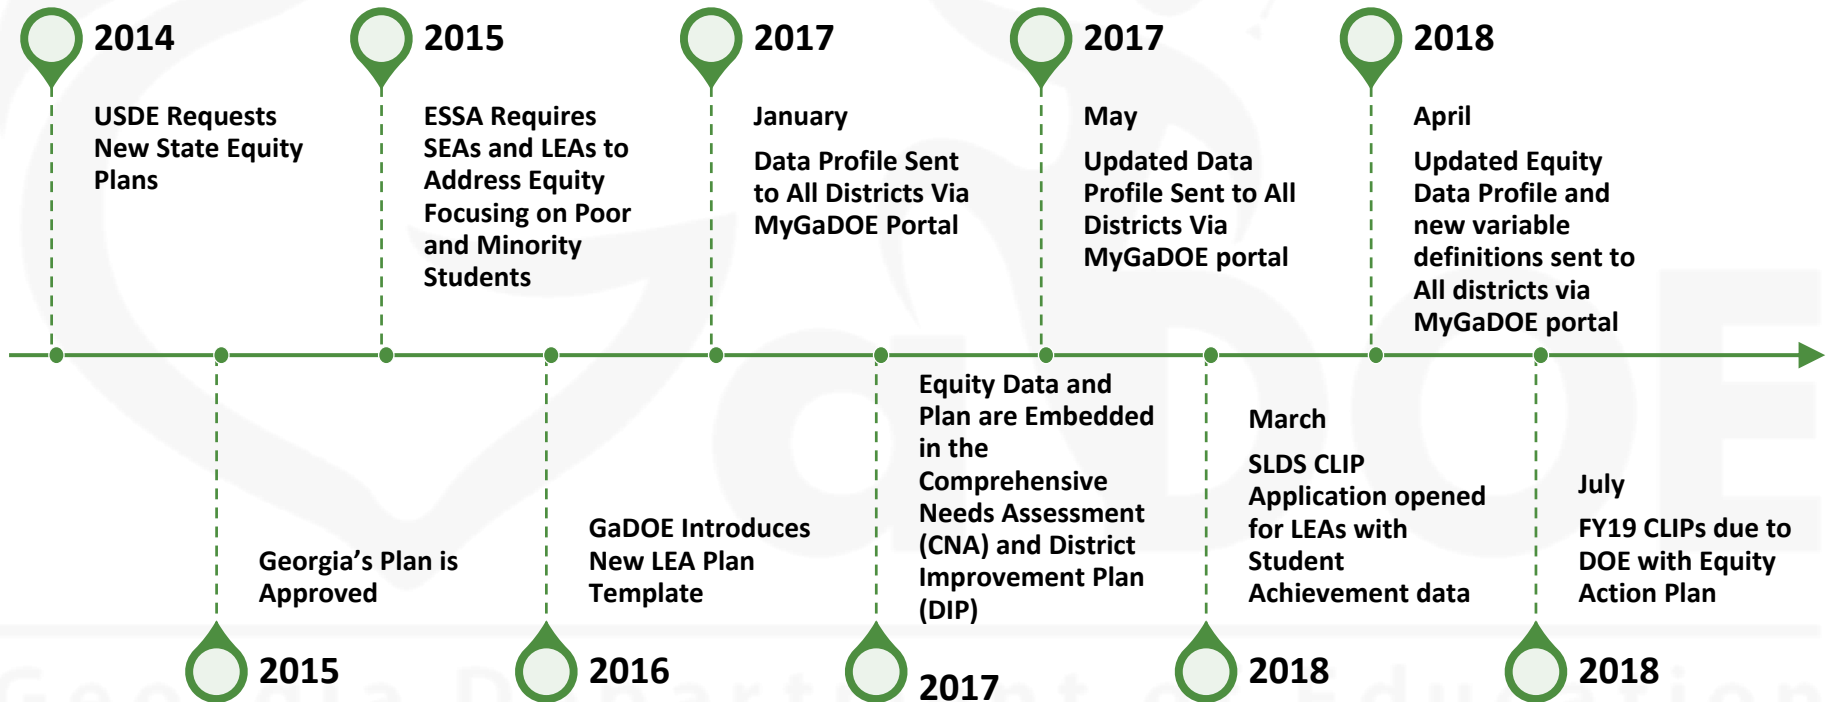 2014
USDE Requests
New State Equity
Plans
2015
ESSA Requires
SEAs and LEAs to
Address Equity
Focusing on Poor
and Minority
Students
2017
January
Data Profile Sent
to All Districts Via
MyGaDOE Portal
2017
May
Updated Data
Profile Sent to All
Districts Via
MyGaDOE portal
2018
April
Updated Equity
Data Profile and
new variable
definitions sent to
All districts via
MyGaDOE portal
Georgia's Plan is
Approved
2015
GaDOE Introduces
New LEA Plan
Template
2016
Equity Data and
Plan are Embedded
in the
Comprehensive
Needs Assessment
(CNA) and District
Improvement Plan
(DIP)
2017
March
SLDS CLIP
Application opened
for LEAs with
Student
Achievement data
2018
July
FY19 CLIPs due to
DOE with Equity
Action Plan
2018
GaDOE
Georgia Department of Education